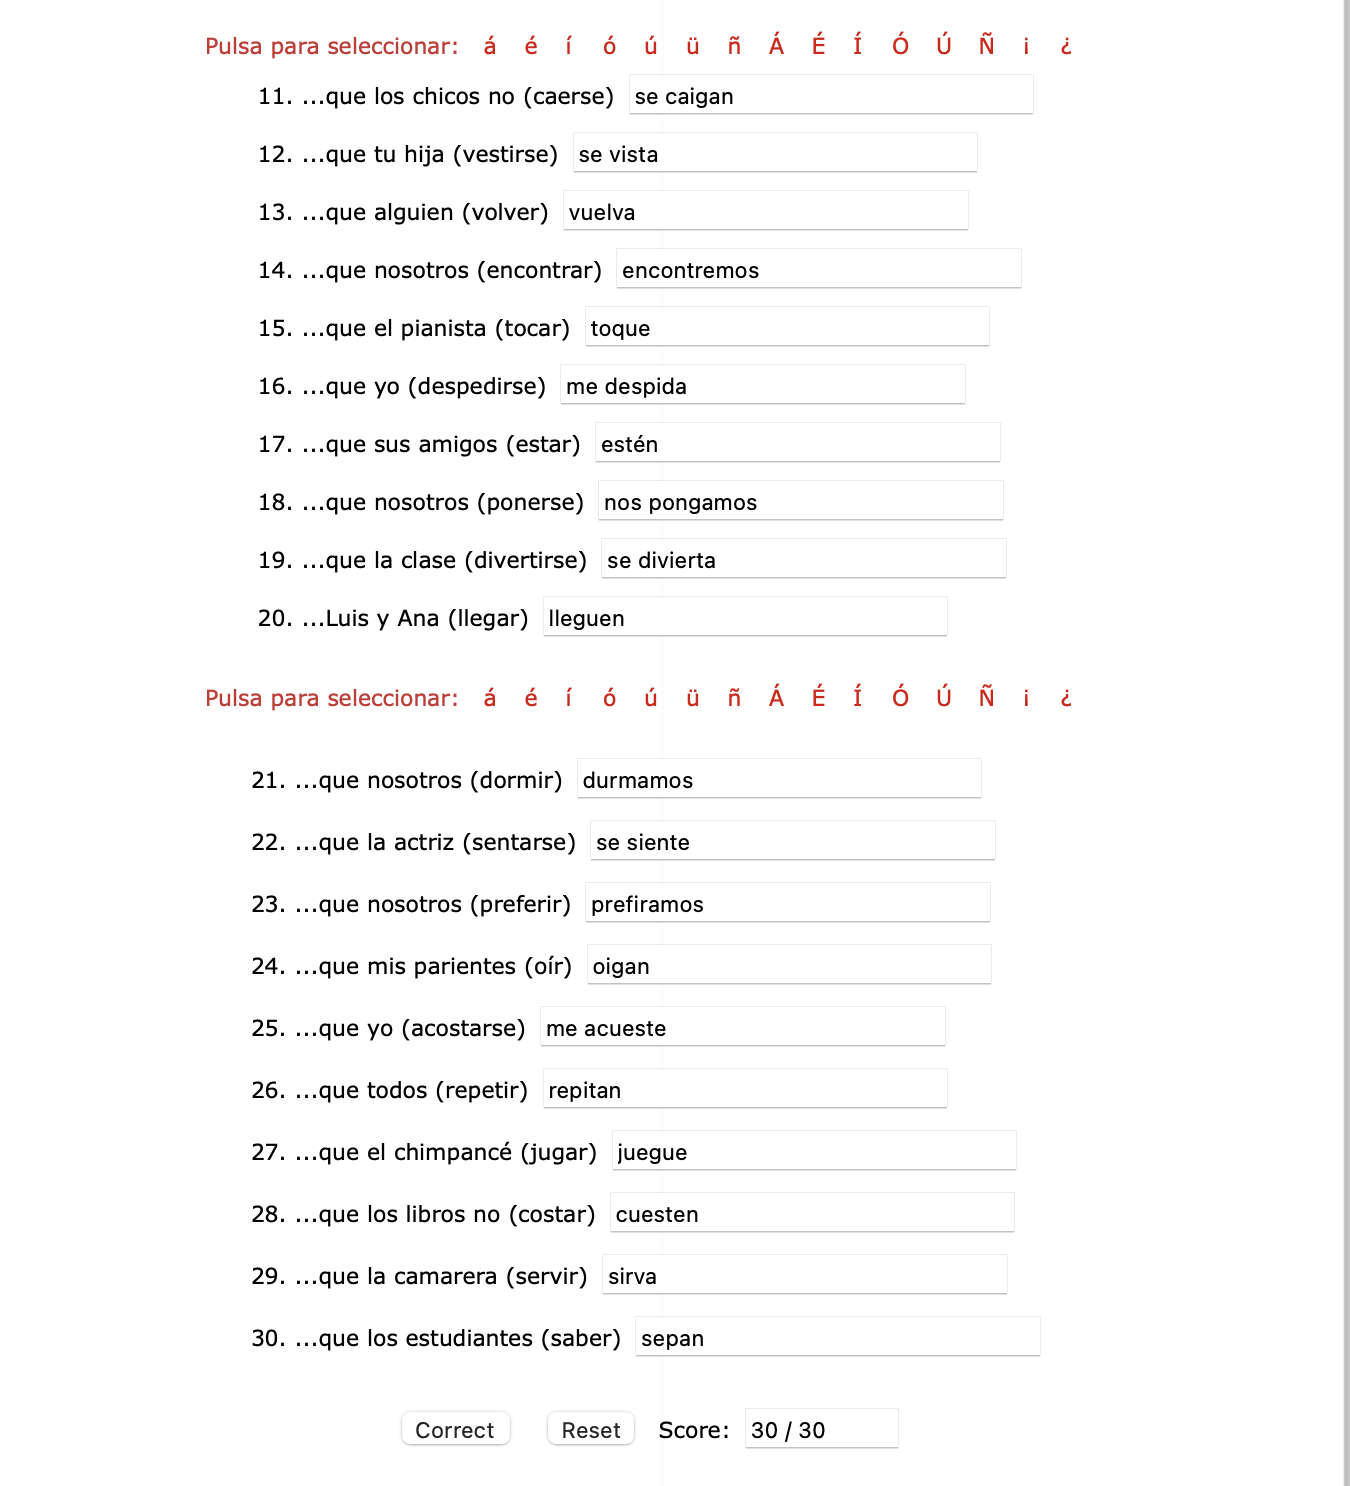 Pulsa para seleccionar: á é í ó ú ü ñ Á É Í Ó Ú Ñ ¡ ¿
11. ...que los chicos no (caerse) se caigan
12. ...que tu hija (vestirse) se vista
13. ...que alguien (volver) vuelva
14. ...que nosotros (encontrar) encontremos
15. ...que el pianista (tocar) toque
16. ...que yo (despedirse) me despida
17. ...que sus amigos (estar) estén
18. ...que nosotros (ponerse) nos pongamos
19. ...que la clase (divertirse) se divierta
20. ...Luis y Ana (llegar) lleguen
Pulsa para seleccionar: á é í ó ú ü ñ Á É Í Ó Ú Ñ ¡ ¿
21. ...que nosotros (dormir) durmamos
22. ...que la actriz (sentarse) se siente
23. ...que nosotros (preferir) prefiramos
24. ...que mis parientes (oír) oigan
25. ...que yo (acostarse) me acueste
26. ...que todos (repetir) repitan
27. ...que el chimpancé (jugar) juegue
28. ...que los libros no (costar) cuesten
29. ...que la camarera (servir) sirva
30. ...que los estudiantes (saber) sepan
Correct Reset Score: 30 / 30